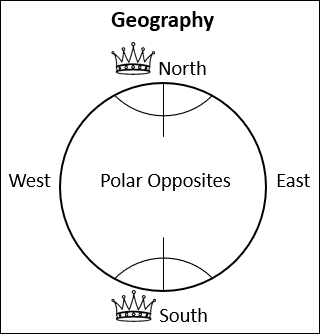 Geography
North
West
Polar Opposites
East
South